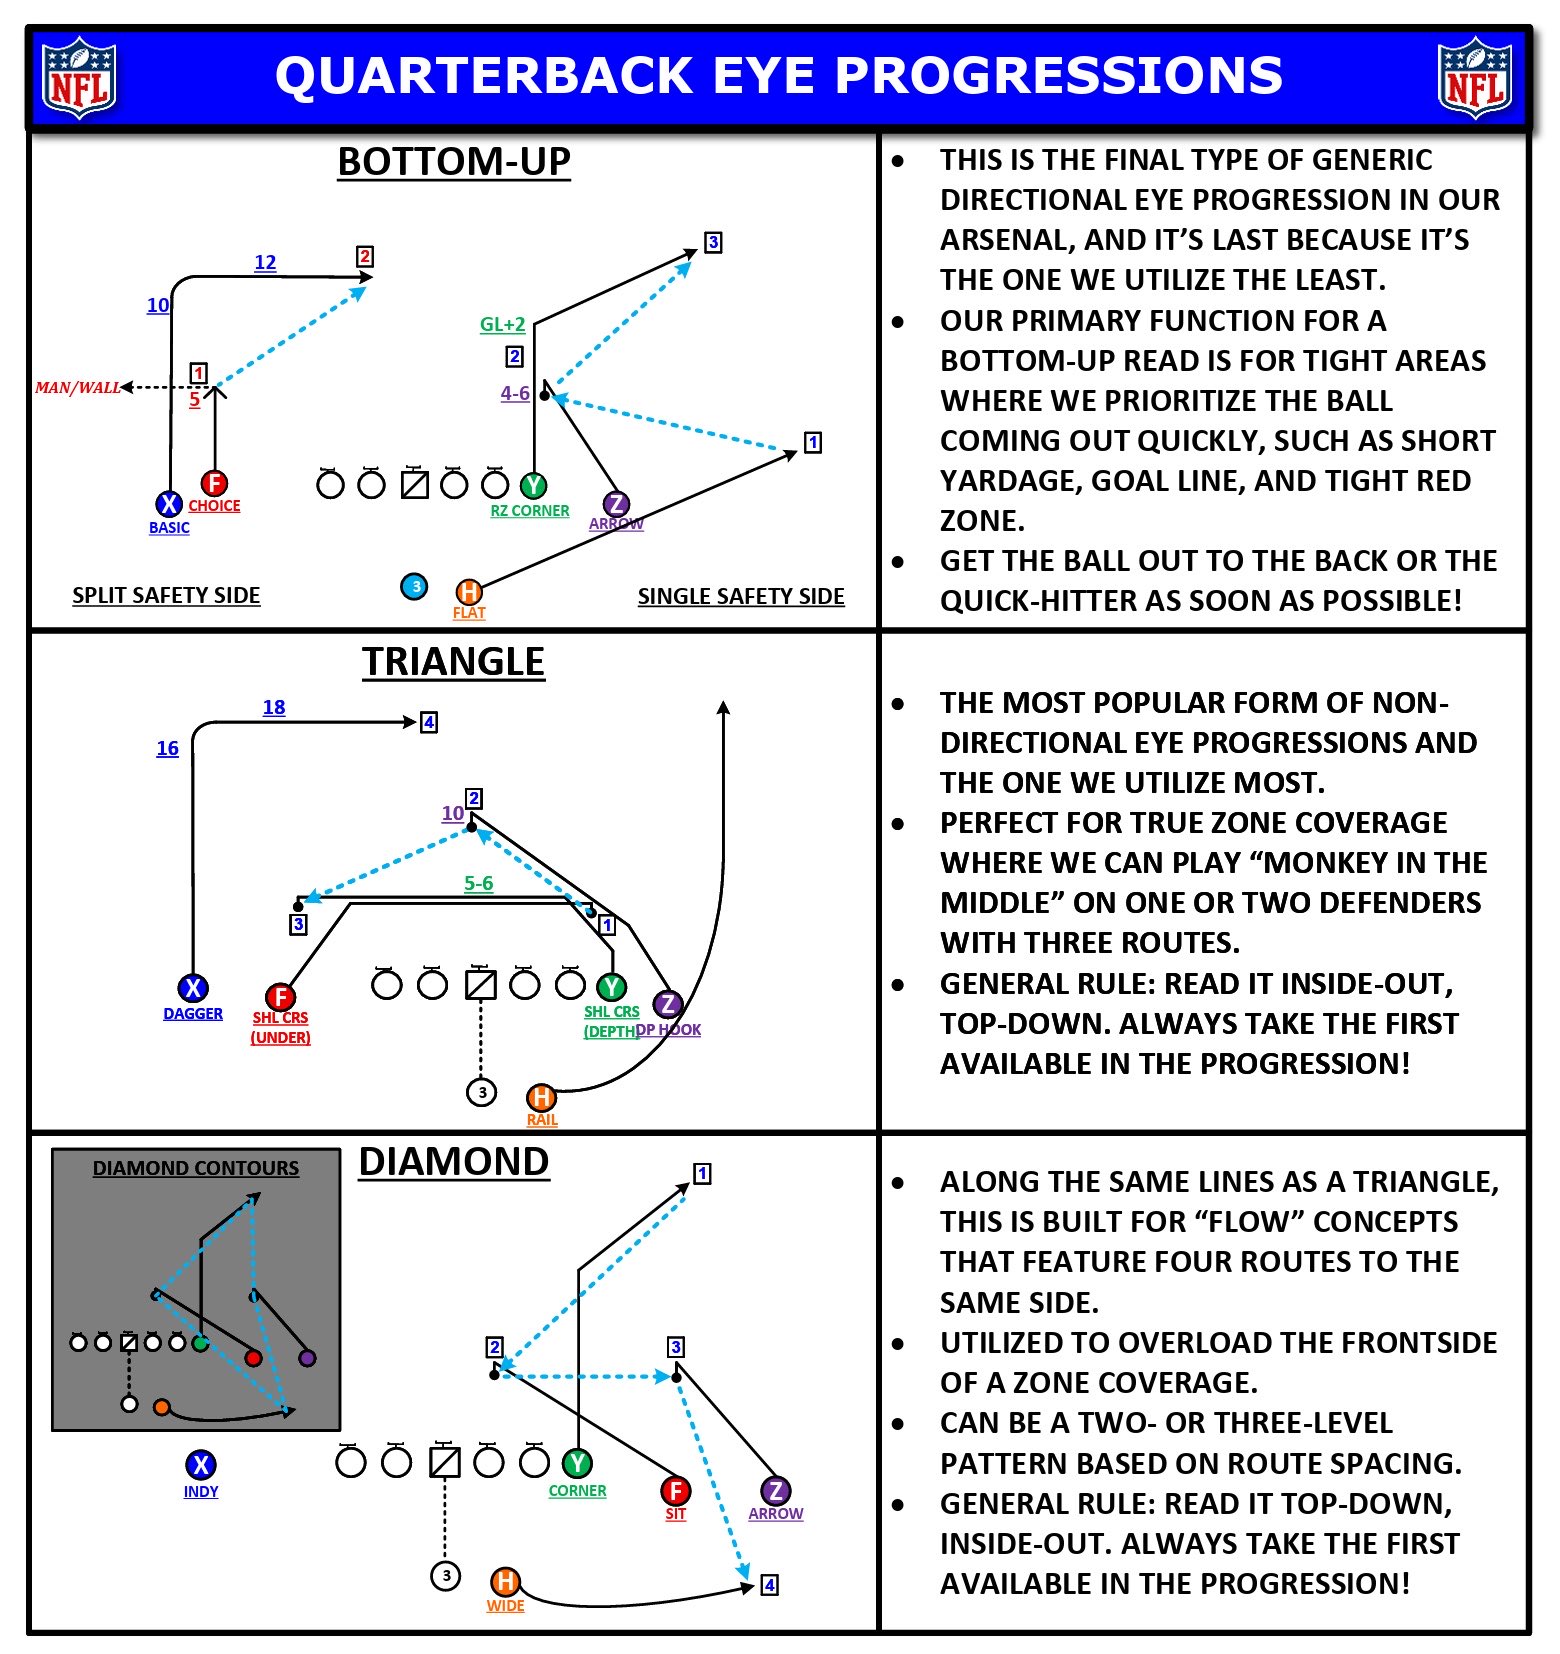 NFL
QUARTERBACK EYE PROGRESSIONS
NFL
BOTTOM-UP
12
2
3
10
GL+2
2
1
MAN/WALL
5
4-6
1
F
X
CHOICE
BASIC
Y
RZ CORNER
Z
ARROW
3
H
FLAT
SPLIT SAFETY SIDE
SINGLE SAFETY SIDE
• THIS IS THE FINAL TYPE OF GENERIC
DIRECTIONAL EYE PROGRESSION IN OUR
ARSENAL, AND IT’S LAST BECAUSE IT’S
THE ONE WE UTILIZE THE LEAST.
• OUR PRIMARY FUNCTION FOR A
BOTTOM-UP READ IS FOR TIGHT AREAS
WHERE WE PRIORITIZE THE BALL
COMING OUT QUICKLY, SUCH AS SHORT
YARDAGE, GOAL LINE, AND TIGHT RED
ZONE.
• GET THE BALL OUT TO THE BACK OR THE
QUICK-HITTER AS SOON AS POSSIBLE!
TRIANGLE
18
4
16
2
10
5-6
3
1
X
DAGGER
F
SHL CRS
(UNDER)
Y
SHL CRS
(DEPTH)
Z
DP HOOK
3
H
RAIL
• THE MOST POPULAR FORM OF NON-
DIRECTIONAL EYE PROGRESSIONS AND
THE ONE WE UTILIZE MOST.
• PERFECT FOR TRUE ZONE COVERAGE
WHERE WE CAN PLAY “MONKEY IN THE
MIDDLE” ON ONE OR TWO DEFENDERS
WITH THREE ROUTES.
• GENERAL RULE: READ IT INSIDE-OUT,
TOP-DOWN. ALWAYS TAKE THE FIRST
AVAILABLE IN THE PROGRESSION!
DIAMOND
DIAMOND CONTOURS
1
2
3
X
INDY
Y
CORNER
F
SIT
Z
ARROW
3
H
WIDE
4
• ALONG THE SAME LINES AS A TRIANGLE,
THIS IS BUILT FOR “FLOW” CONCEPTS
THAT FEATURE FOUR ROUTES TO THE
SAME SIDE.
• UTILIZED TO OVERLOAD THE FRONTSIDE
OF A ZONE COVERAGE.
• CAN BE A TWO- OR THREE-LEVEL
PATTERN BASED ON ROUTE SPACING.
• GENERAL RULE: READ IT TOP-DOWN,
INSIDE-OUT. ALWAYS TAKE THE FIRST
AVAILABLE IN THE PROGRESSION!